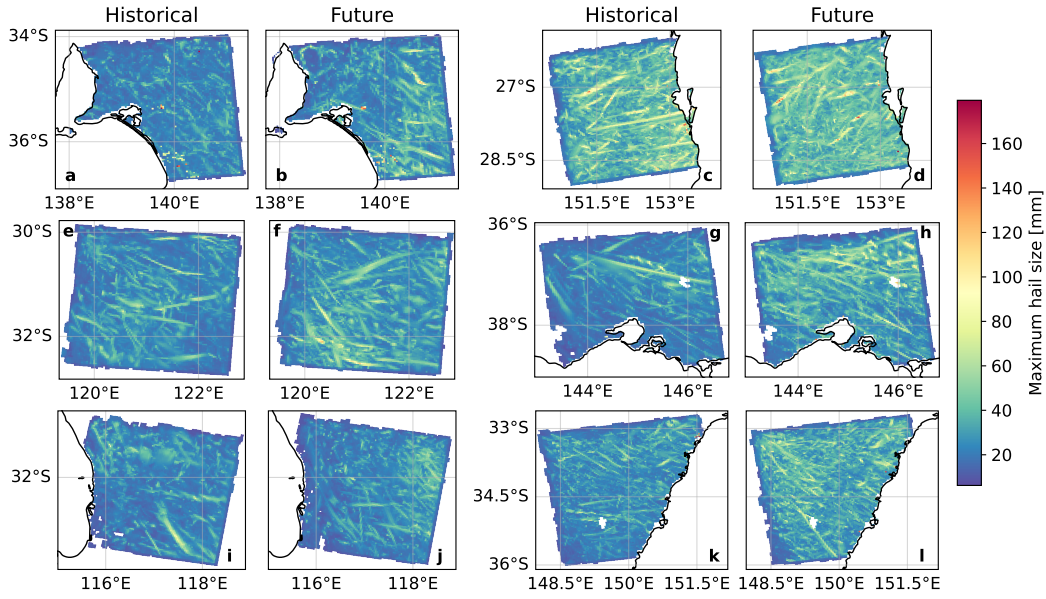 Historical Future Historical Future
34°S
36°S
a
b
138°E 140°E 138°E 140°E
27°S
28.5°S
c
d
151.5°E 153°E 151.5°E 153°E
30°S
32°S
e
f
120°E 122°E 120°E 122°E
36°S
38°S
g
h
144°E 146°E 144°E 146°E
32°S
i
j
116°E 118°E 116°E 118°E
33°S
34.5°S
36°S
k
l
148.5°E 150°E 151.5°E 148.5°E 150°E 151.5°E
160
140
120
100
80
60
40
20
Maximum hail size [mm]